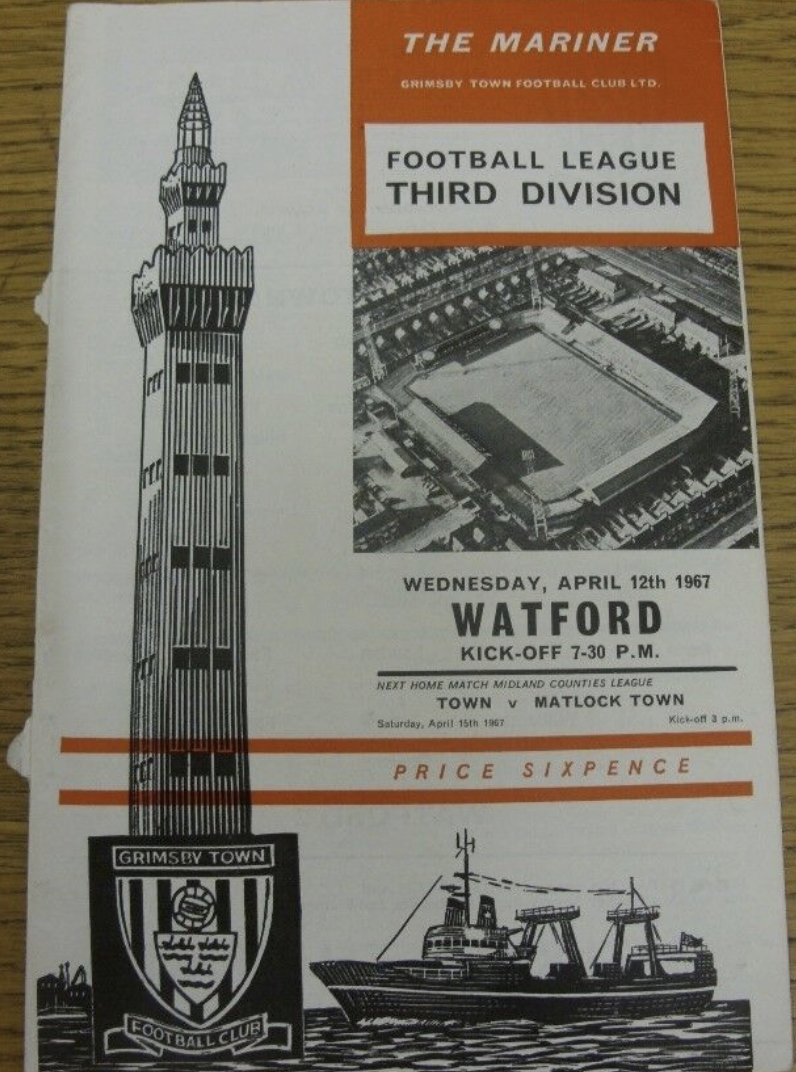 THE MARINER
GRIMSBY TOWN FOOTBALL CLUB LTD.
FOOTBALL LEAGUE
THIRD DIVISION
WEDNESDAY, APRIL 12th 1967
WATFORD
KICK-OFF 7-30 P.M.
NEXT HOME MATCH MIDLAND COUNTIES LEAGUE
TOWN v MATLOCK TOWN
Saturday, April 15th 1967 Kick-off 3 p.m.
PRICE SIXPENCE
GRIMSBY TOWN
FOOTBALL CLUB